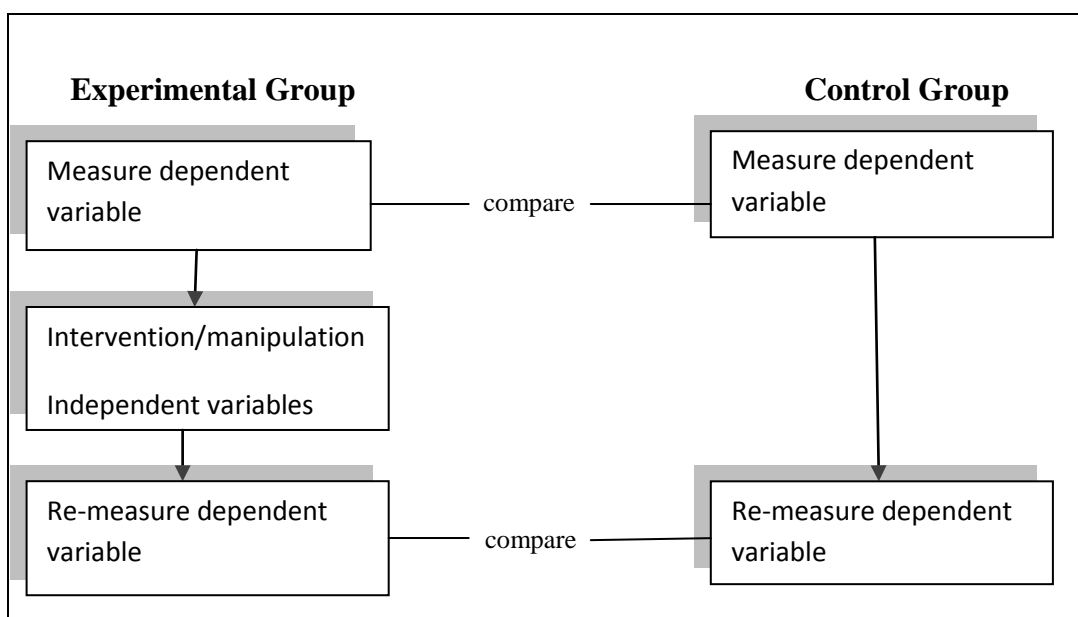 Experimental Group
Control Group
Measure dependent
variable
compare
Measure dependent
variable
Intervention/manipulation
Independent variables
Re-measure dependent
variable
compare
Re-measure dependent
variable